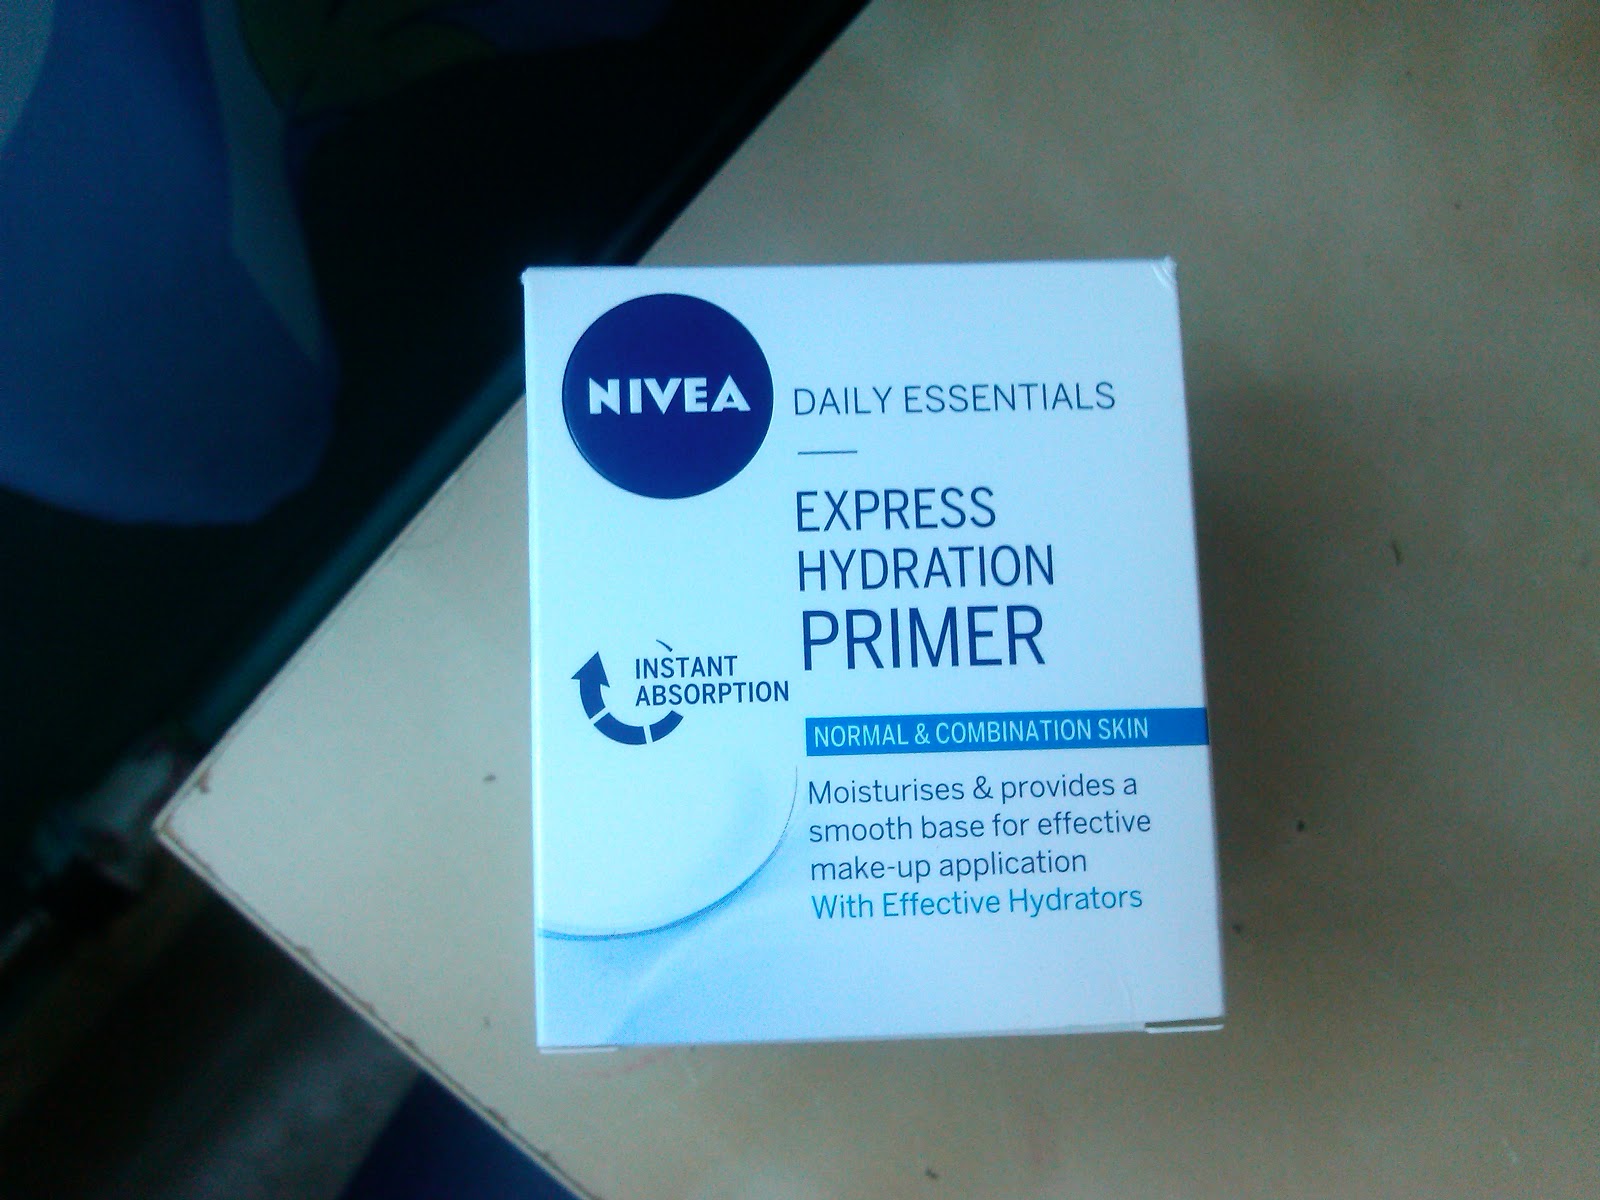 NIVEA
DAILY ESSENTIALS
EXPRESS
HYDRATION
PRIMER
INSTANT
ABSORPTION
NORMAL & COMBINATION SKIN
Moisturises & provides a
smooth base for effective
make-up application
With Effective Hydrators